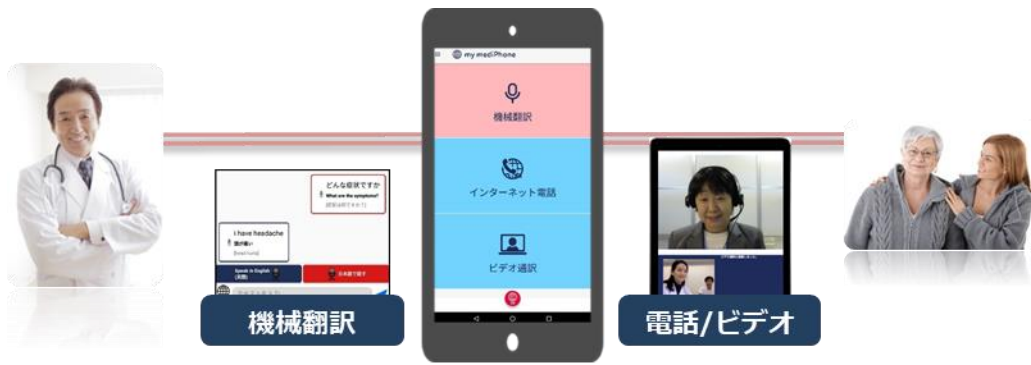 my mediPhone
機械翻訳
インターネット電話
ビデオ通訳
どんな症状ですか
What are the symptoms?
I have headache
頭が痛い
Speak in English
(英語)
日本語で話す
機械翻訳
電話/ビデオ